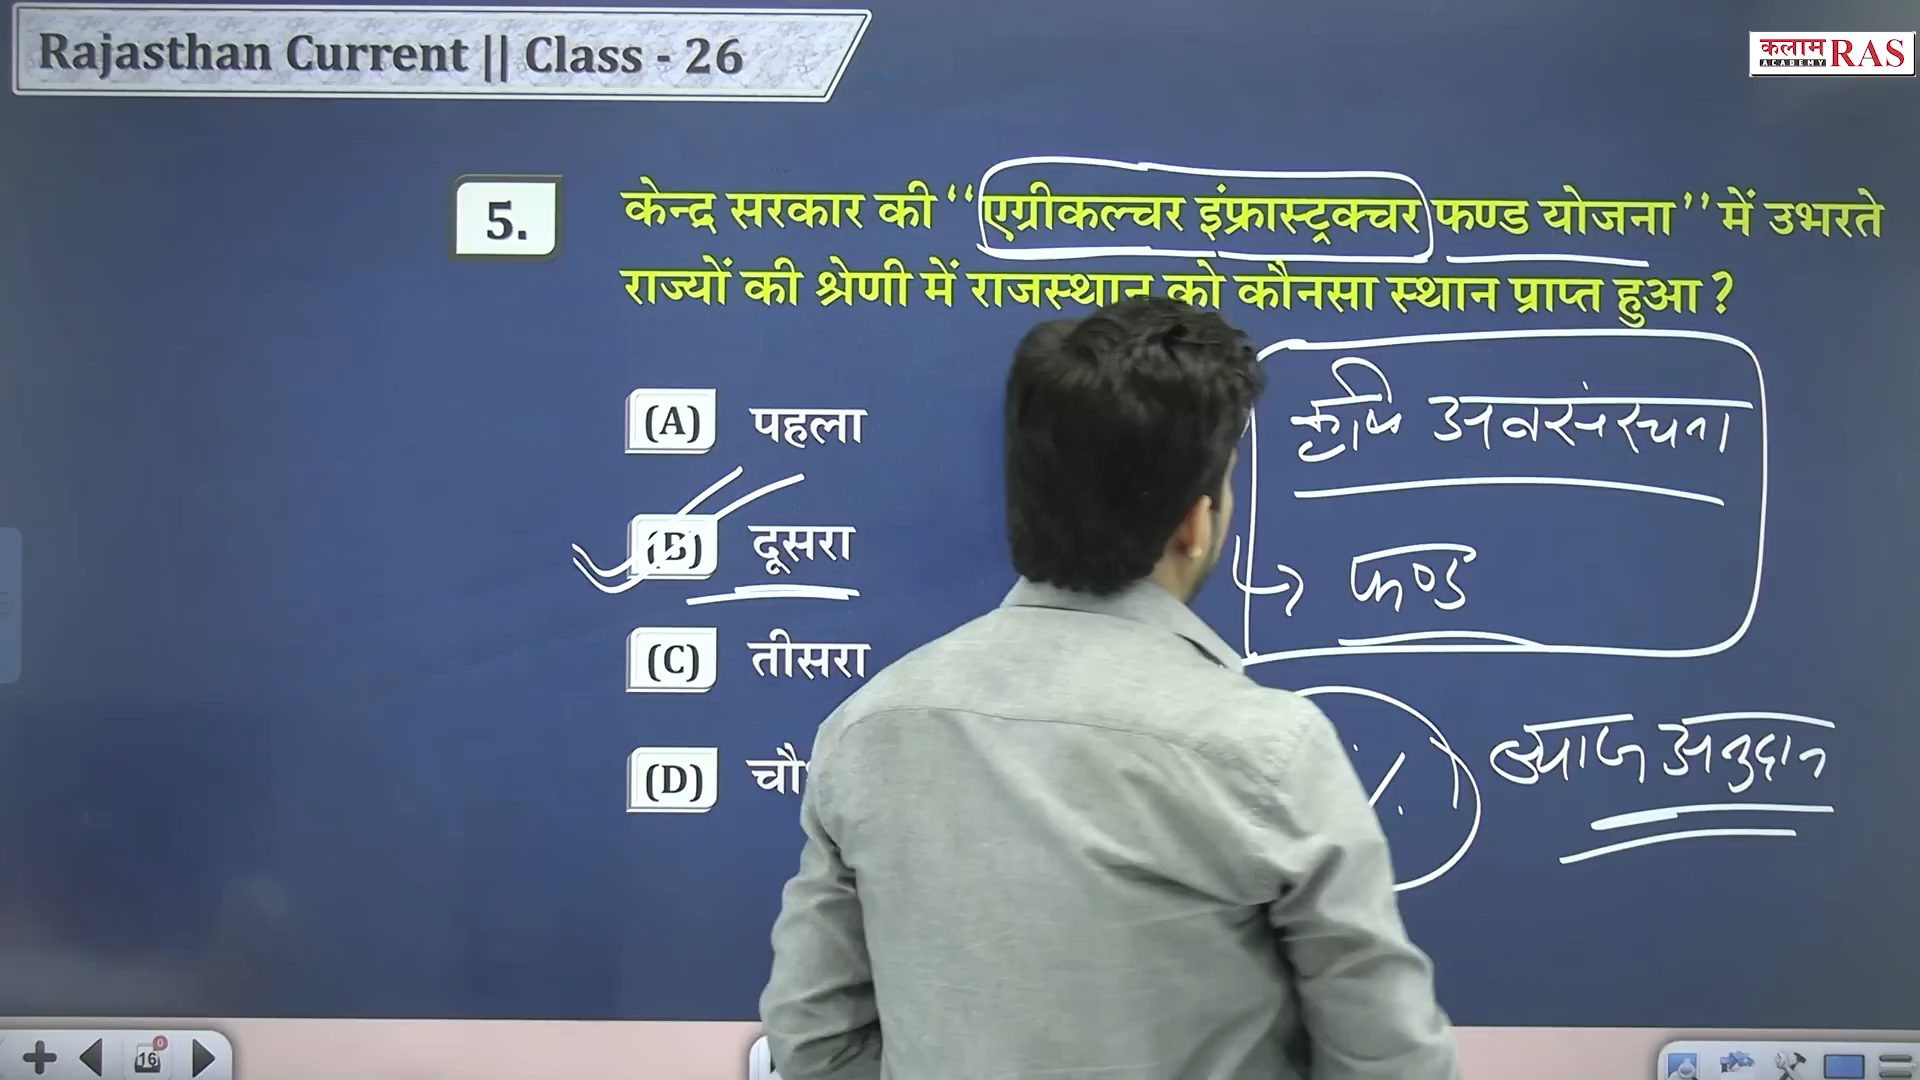 Rajasthan Current || Class - 26
कलाम
ACADEMY
RAS
5.
केन्द्र सरकार की ‘‘एग्रीकल्चर इंफ्रास्ट्रक्चर फण्ड योजना’’ में उभरते
राज्यों की श्रेणी में राजस्थान को कौनसा स्थान प्राप्त हुआ ?
(A) पहला
(B) दूसरा
(C) तीसरा
(D)
कृषि अवसंरचना
→ फण्ड
%
ब्याज अनुदान
16
0